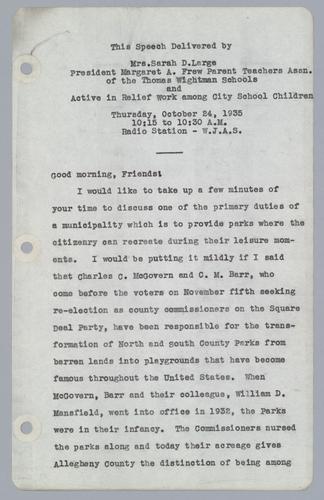 This Speech Delivered by
Mrs.Sarah D.Large
President Margaret A. Frew Parent Teachers Assn.
of the Thomas Wightman Schools
and
Active in Relief Work among City School Children
Thursday, October 24, 1935
10:15 to 10:30 A.M.
Radio Station - W.J.A.S.
Good morning, Friends!
I would like to take up a few minutes of
your time to discuss one of the primary duties of
a municipality which is to provide parks where the
citizenry can recreate during their leisure mom-
ents. I would be putting it mildly if I said
that Charles C. McGovern and C. M. Barr, who
come before the voters on November fifth seeking
re-election as county commissioners on the Square
Deal Party, have been responsible for the trans-
formation of North and South County Parks from
barren lands into playgrounds that have become
famous throughout the United States. When
McGovern, Barr and their colleague, William D.
Mansfield, went into office in 1932, the Parks
were in their infancy. The Commissioners nursed
the parks along and today their acreage gives
Allegheny County the distinction of being among